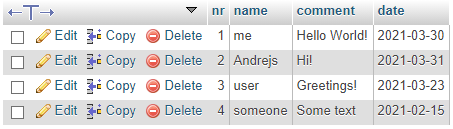 nr name comment date
Edit Copy Delete 1 me Hello World! 2021-03-30
Edit Copy Delete 2 Andrejs Hi! 2021-03-31
Edit Copy Delete 3 user Greetings! 2021-03-23
Edit Copy Delete 4 someone Some text 2021-02-15